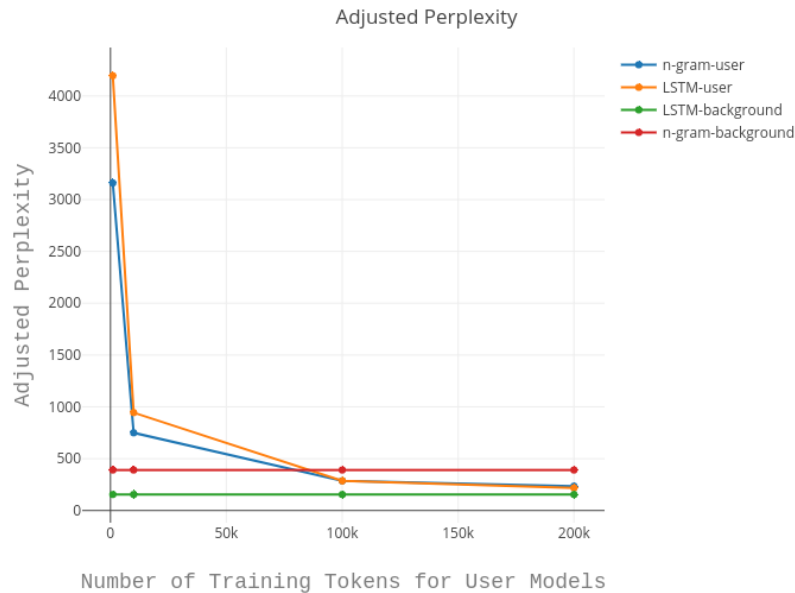 Adjusted Perplexity
n-gram-user
LSTM-user
LSTM-background
n-gram-background
Adjusted Perplexity
4000
3500
3000
2500
2000
1500
1000
500
0
0 50k 100k 150k 200k
Number of Training Tokens for User Models